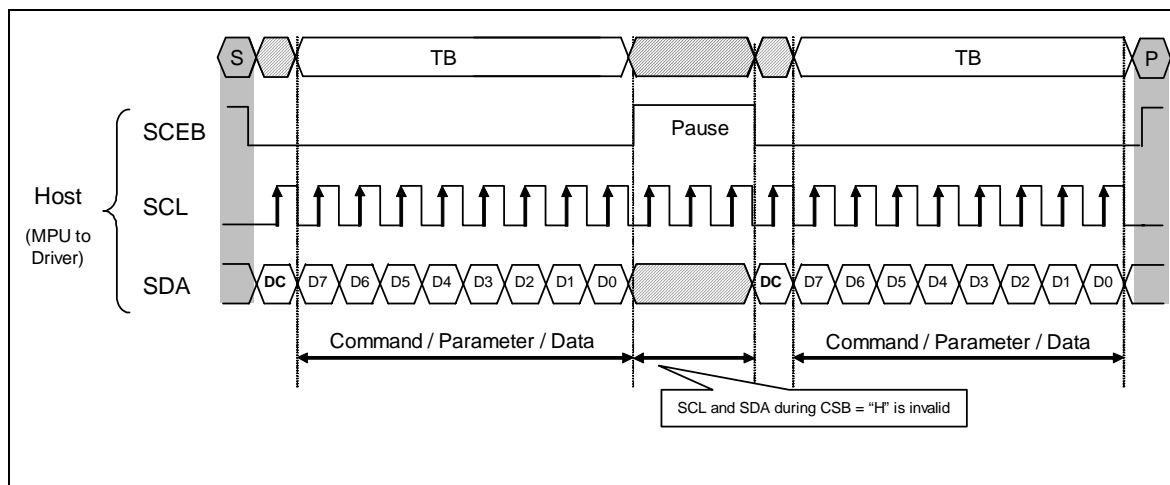 S TB TB P
SCEB Pause
SCL
Host
(MPU to
Driver)
SDA DC D7 D6 D5 D4 D3 D2 D1 D0 DC D7 D6 D5 D4 D3 D2 D1 D0
Command / Parameter / Data Command / Parameter / Data
SCL and SDA during CSB = “H” is invalid